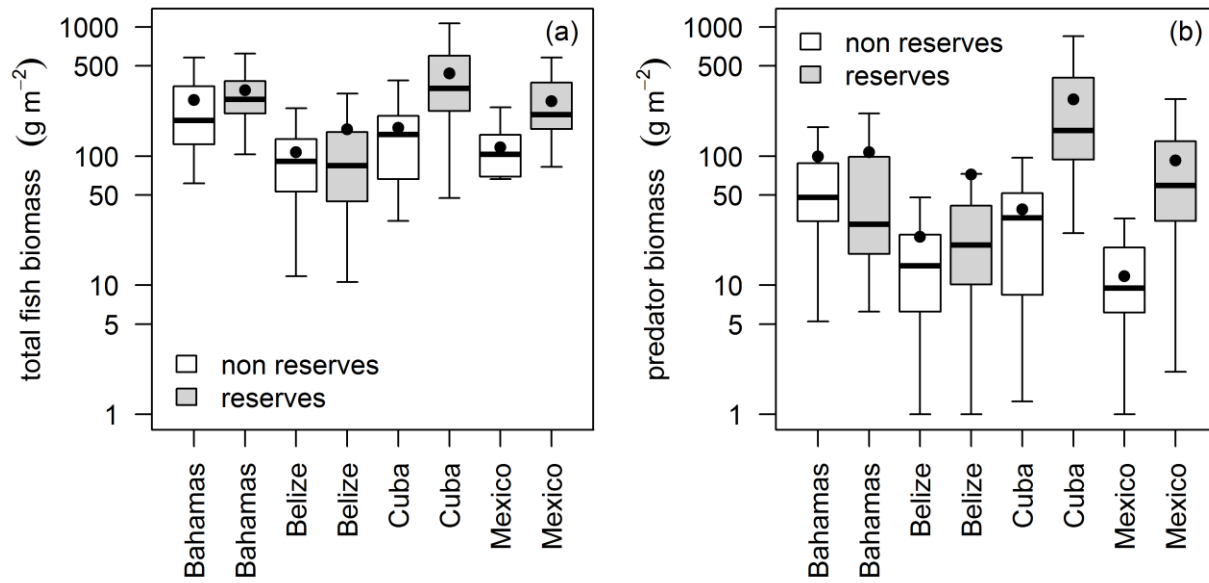 total fish biomass (g m⁻²)
1000
500
100
50
10
5
1
(a)
non reserves
reserves
Bahamas
Bahamas
Belize
Belize
Cuba
Cuba
Mexico
Mexico
predator biomass (g m⁻²)
1000
500
100
50
10
5
1
(b)
non reserves
reserves
Bahamas
Bahamas
Belize
Belize
Cuba
Cuba
Mexico
Mexico